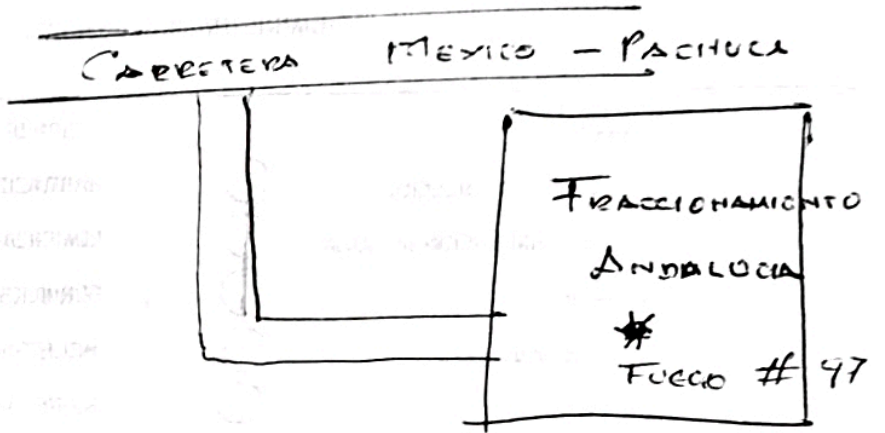 CARRETERA MEXICO - PACHUCA
FRACCIONAMIENTO
ANDALUCIA
*
FUEGO # 97